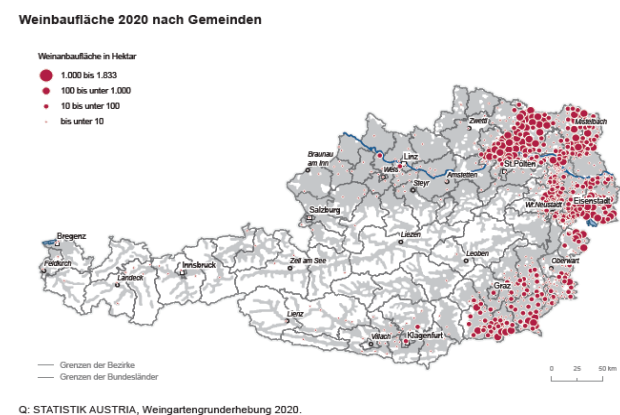 Weinbaufläche 2020 nach Gemeinden
Weinanbaufläche in Hektar
1.000 bis 1.833
100 bis unter 1.000
10 bis unter 100
bis unter 10
Zwettl
Mistelbach
Braunau
am Inn
Linz
Wels
Steyr
Amstetten
St.Pölten
Wr.Neustadt
Eisenstadt
Salzburg
Bregenz
Feldkirch
Landeck
Innsbruck
Zell am See
Liezen
Leoben
Oberwart
Graz
Lienz
Villach
Klagenfurt
Grenzen der Bezirke
Grenzen der Bundesländer
0 25 50 km
Q: STATISTIK AUSTRIA, Weingartengrunderhebung 2020.